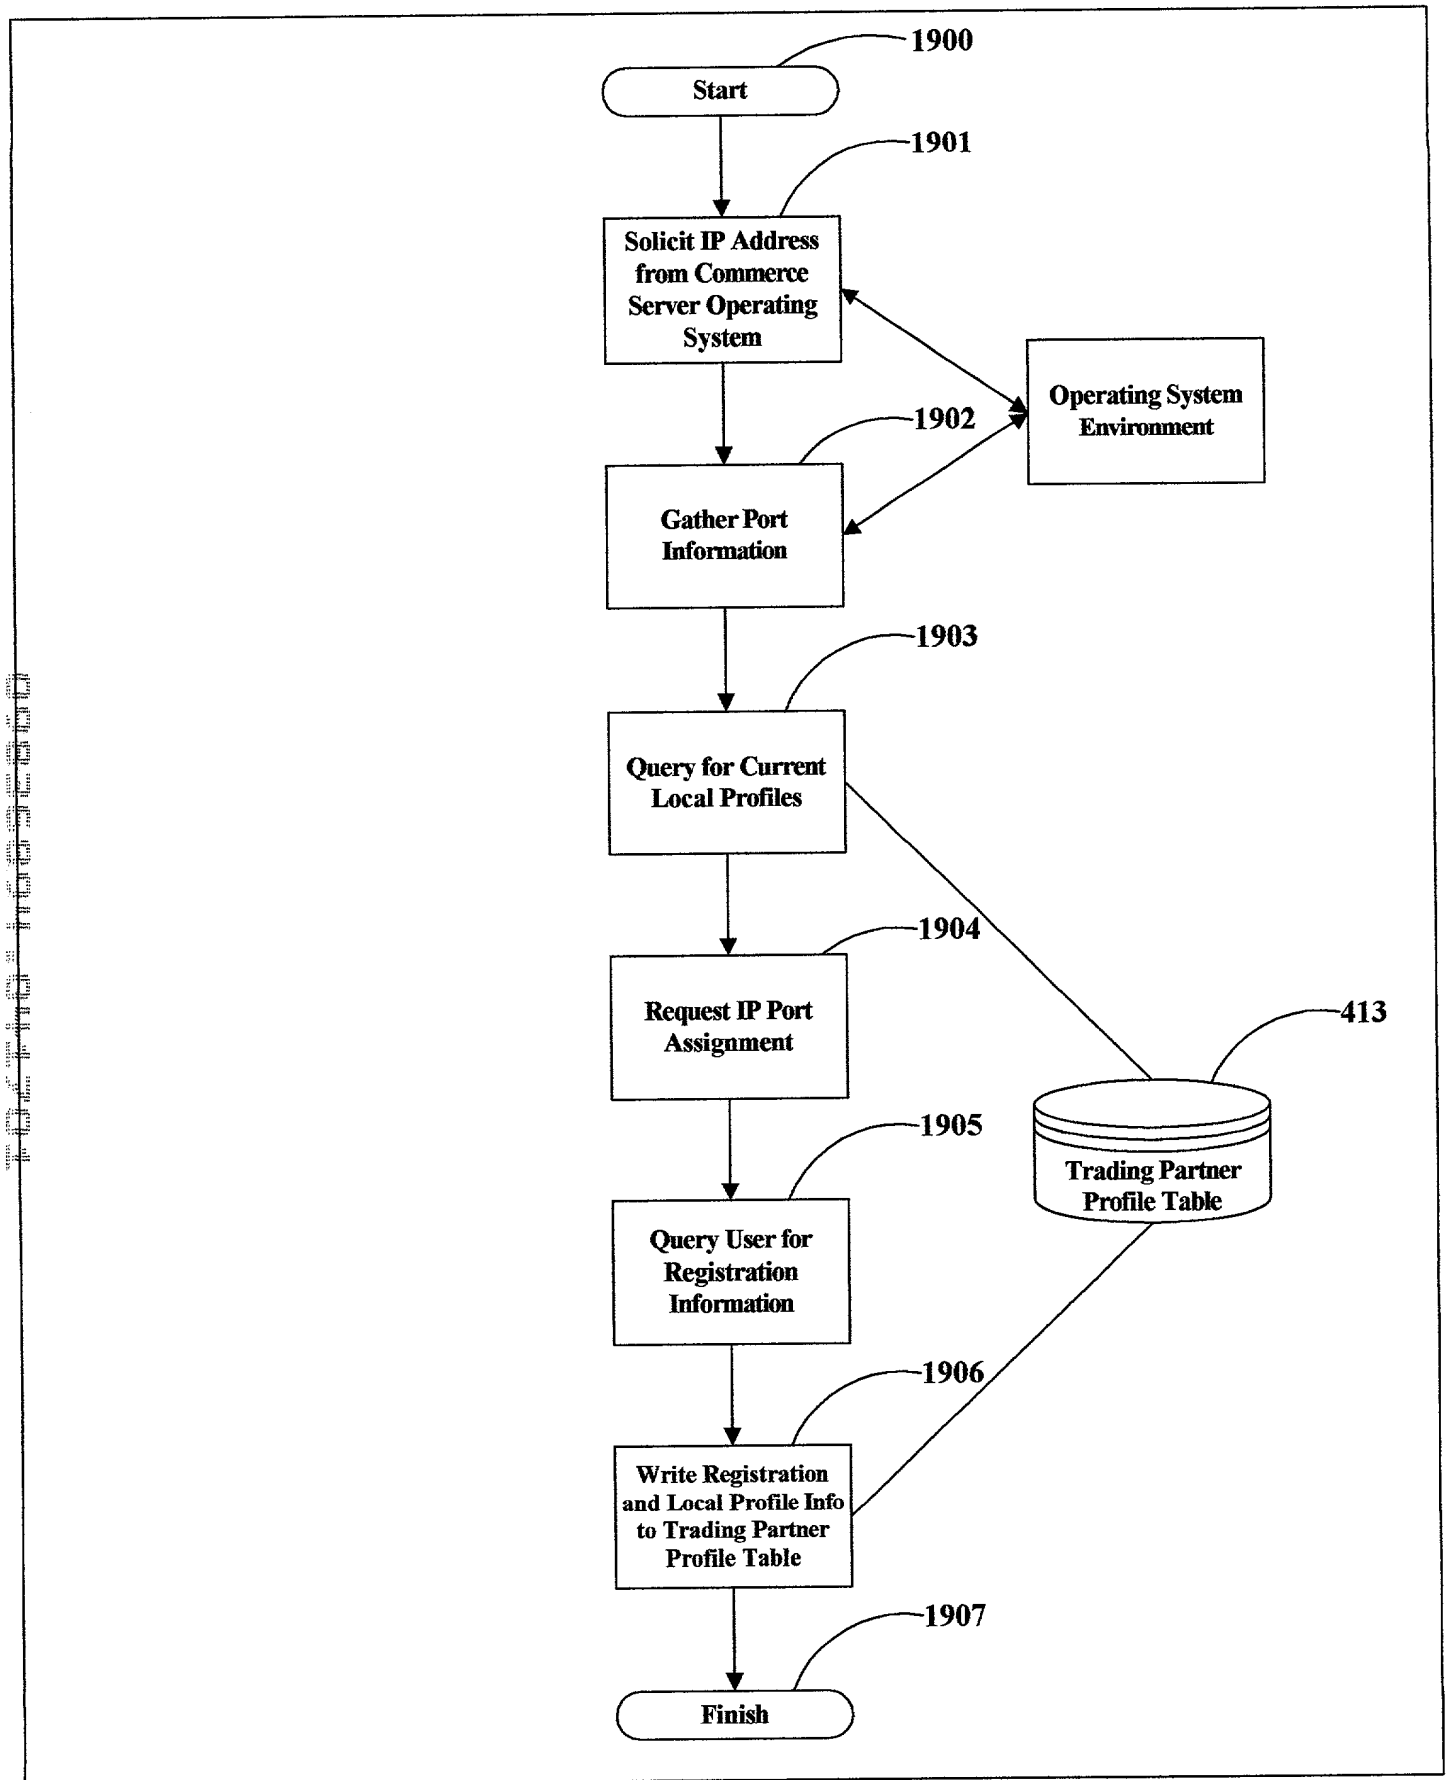 1900
Start
1901
Solicit IP Address
from Commerce
Server Operating
System
Operating System
Environment
1902
Gather Port
Information
1903
Query for Current
Local Profiles
1904
Request IP Port
Assignment
413
Trading Partner
Profile Table
1905
Query User for
Registration
Information
1906
Write Registration
and Local Profile Info
to Trading Partner
Profile Table
1907
Finish